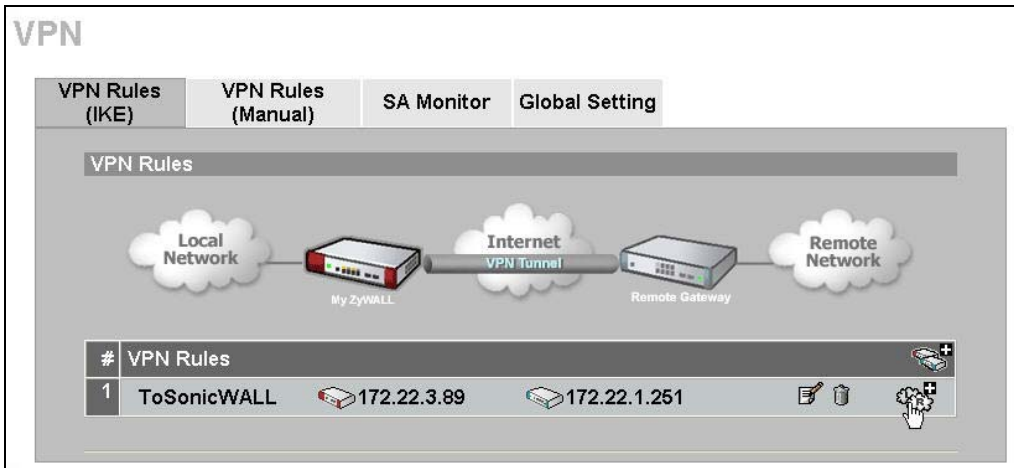 VPN
VPN Rules
(IKE)
VPN Rules
(Manual)
SA Monitor
Global Setting
VPN Rules
Local
Network
My ZyWALL
Internet
VPN Tunnel
Remote Gateway
Remote
Network
# VPN Rules
1 ToSonicWALL 172.22.3.89 172.22.1.251